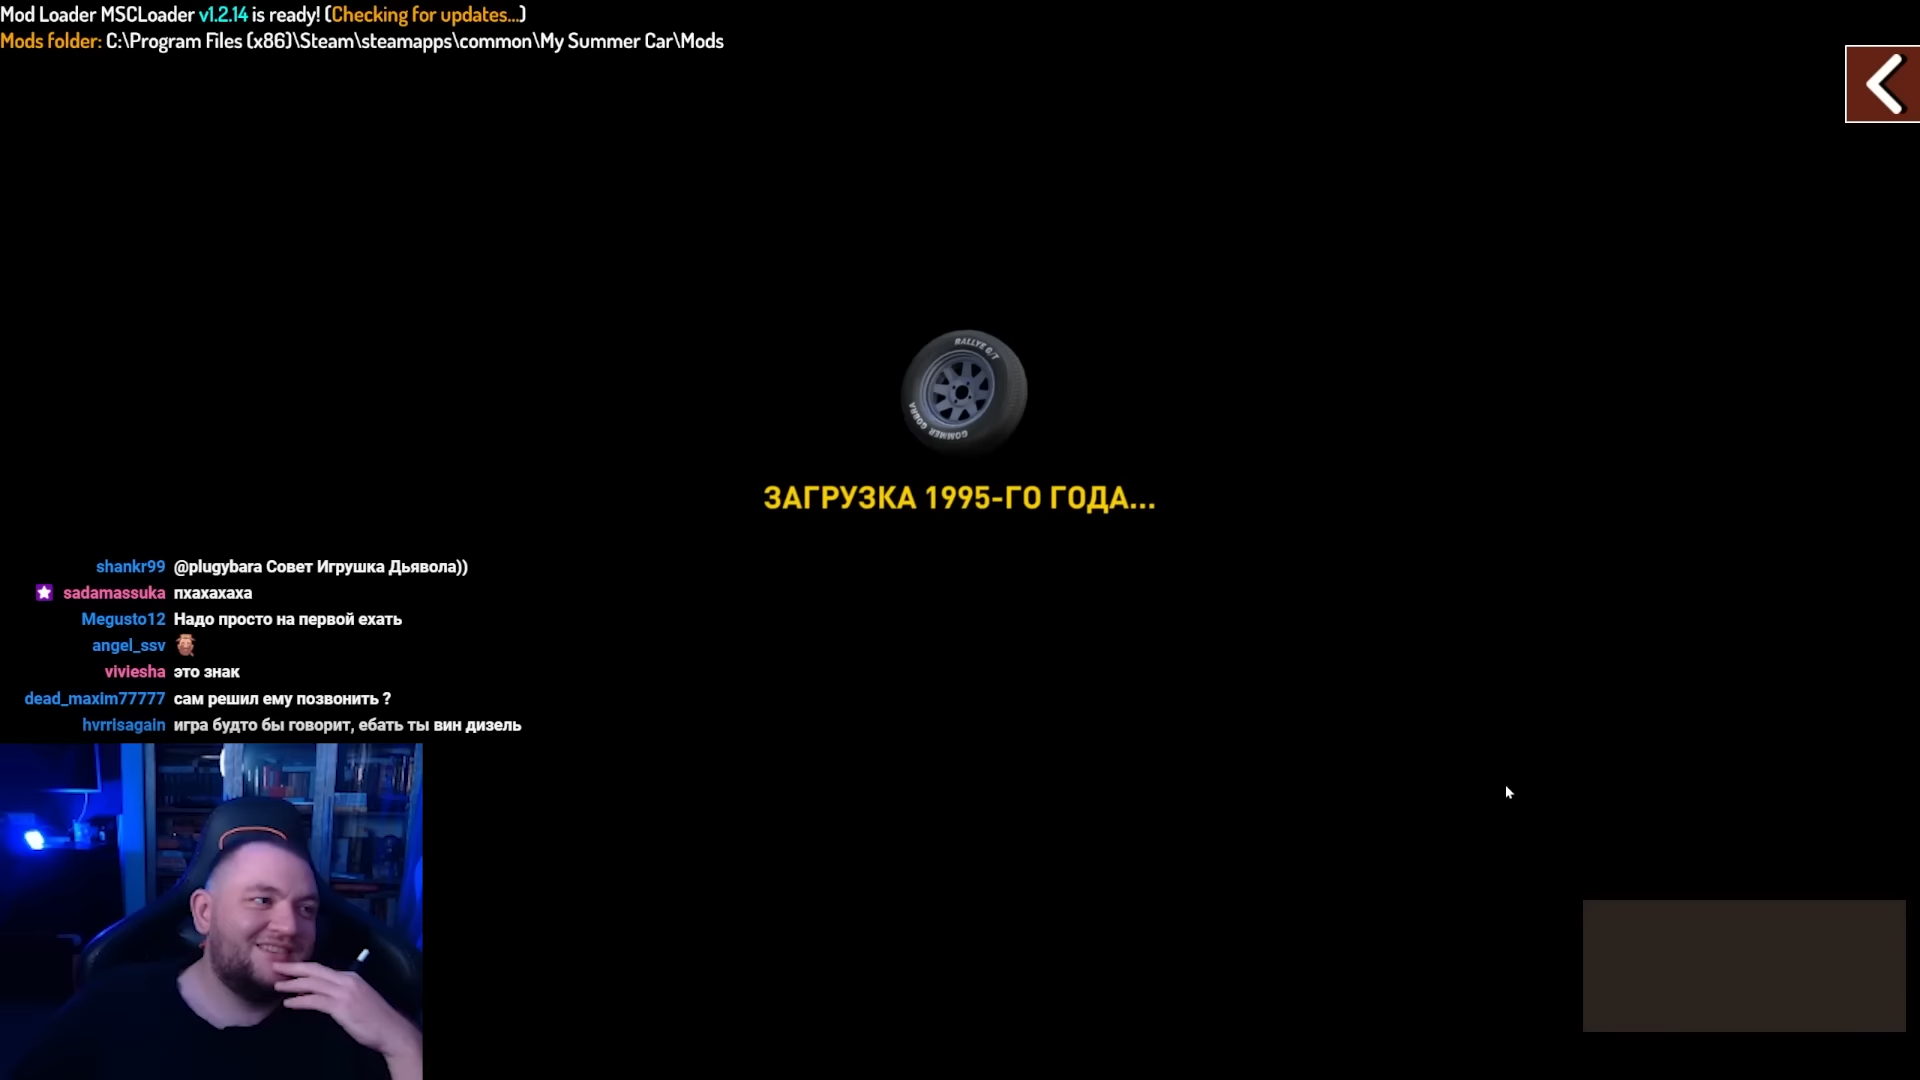 Mod Loader MSCLoader v1.2.14 is ready! (Checking for updates...)
Mods folder: C:\Program Files (x86)\Steam\steamapps\common\My Summer Car\Mods
RALLYE G/T
GOMMER GOBRA
ЗАГРУЗКА 1995-ГО ГОДА...
shankr99 @plugybara Совет Игрушка Дьявола))
sadamassuka пхахахаха
Megusto12 Надо просто на первой ехать
angel_ssv
viviesha это знак
dead_maxim77777 сам решил ему позвонить ?
hvrrisagain игра будто бы говорит, ебать ты вин дизель